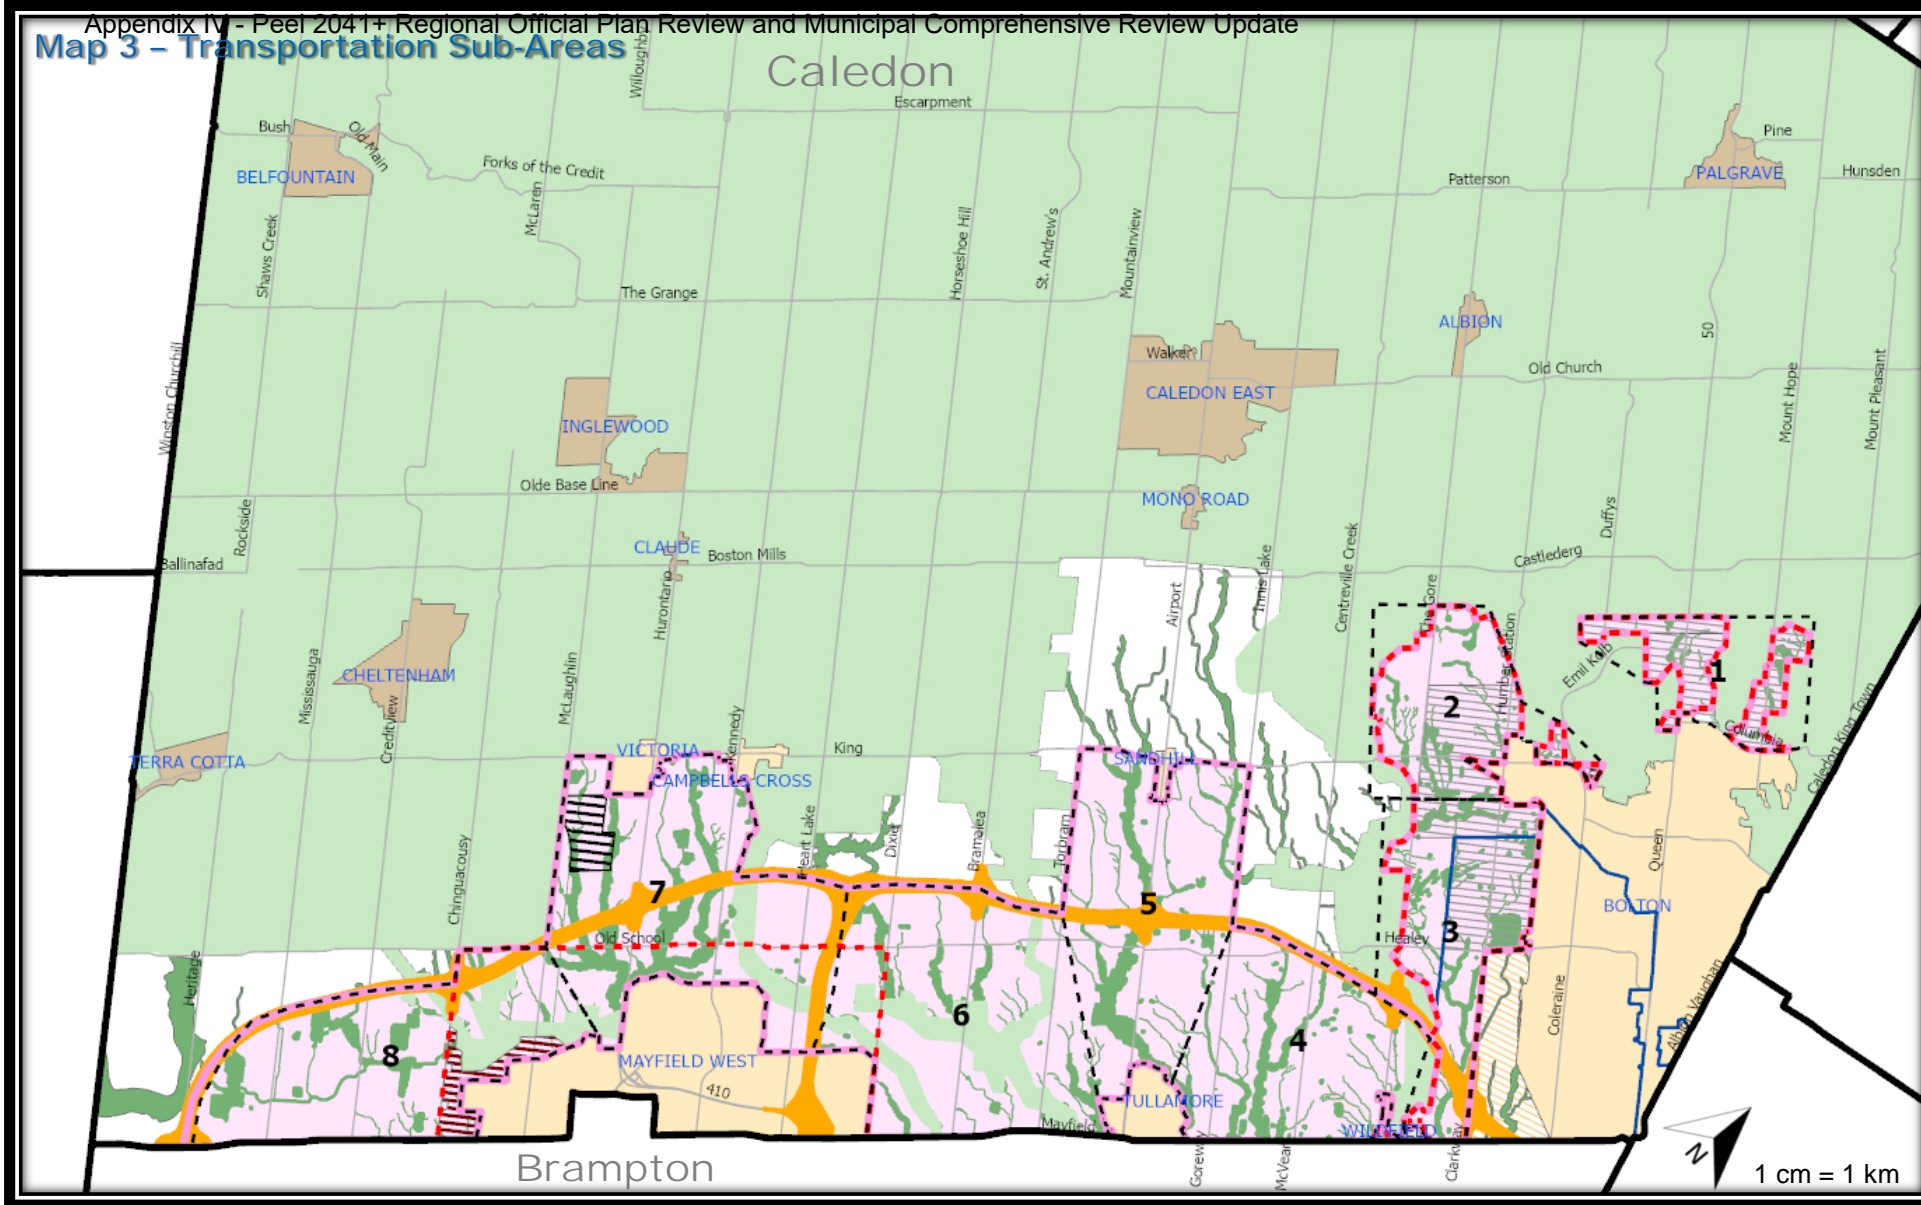 Appendix IV - Peel 2041+ Regional Official Plan Review and Municipal Comprehensive Review Update
Map 3 – Transportation Sub-Areas
Caledon
Willoughby
Escarpment
Bush
Old Main
Pine
BELFOUNTAIN
Forks of the Credit
PALGRAVE
Hunsden
Patterson
McLaren
Shaws Creek
Horseshoe Hill
St. Andrew's
Mountainview
The Grange
ALBION
50
Winston Churchill
Walker
Old Church
CALEDON EAST
Mount Hope
Mount Pleasant
INGLEWOOD
Olde Base Line
MONO ROAD
Rockside
Duffys
CLAUDE
Boston Mills
Ballinafad
Castlederg
Centreville Creek
Innis Lake
Airport
Hurontario
The Gore
Humber Station
Emil Kolb
1
CHELTENHAM
Mississauga
McLaughlin
Creditview
2
Kennedy
Columbia
Caledon King Town
VICTORIA
King
TERRA COTTA
CAMPBELLS CROSS
SANDHILL
Heart Lake
Dixie
Bramalea
Torbram
Queen
Chinguacousy
7
5
BOLTON
Old School
Healey
3
Heritage
Coleraine
Albion Vaughan
6
4
8
MAYFIELD WEST
410
TULLAMORE
Mayfield
WILDFIELD
Goreway
McVean
Clarkway
Brampton
N
1 cm = 1 km